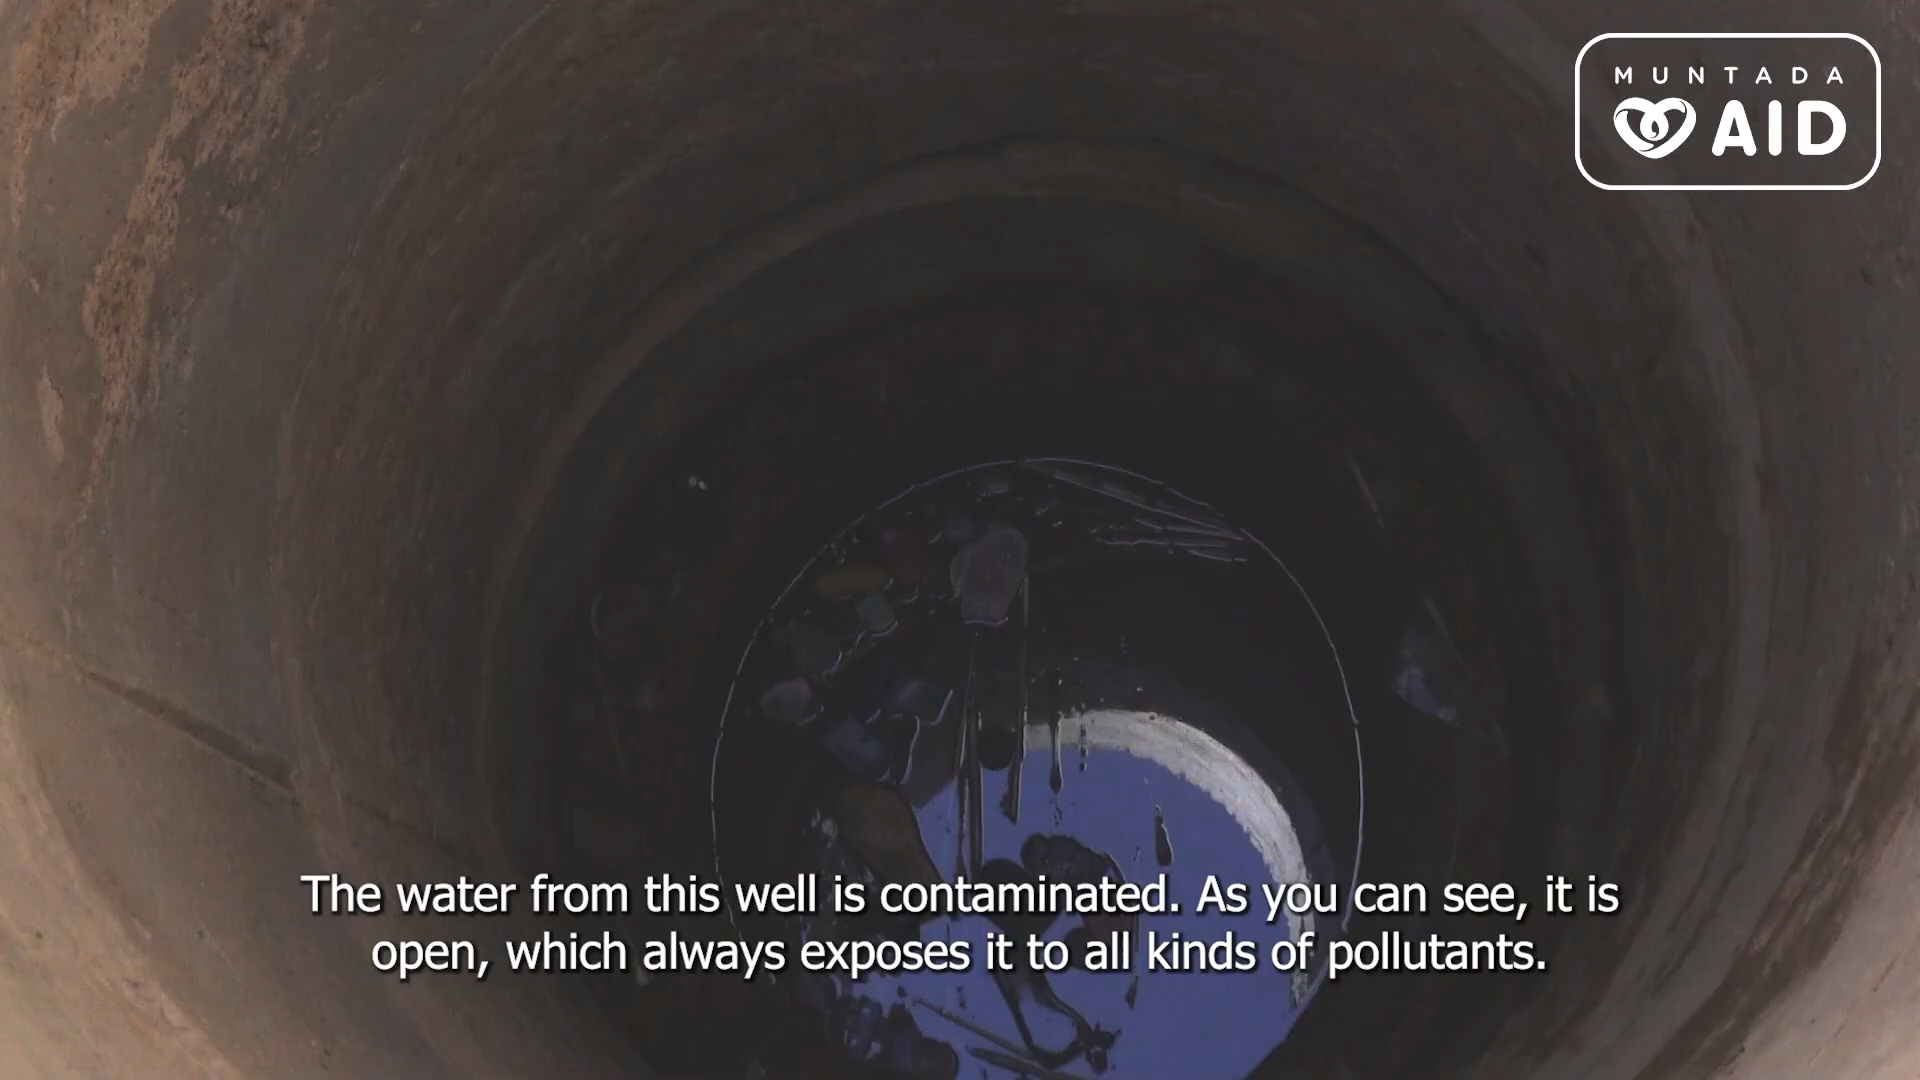 MUNTADA
AID
The water from this well is contaminated. As you can see, it is
open, which always exposes it to all kinds of pollutants.